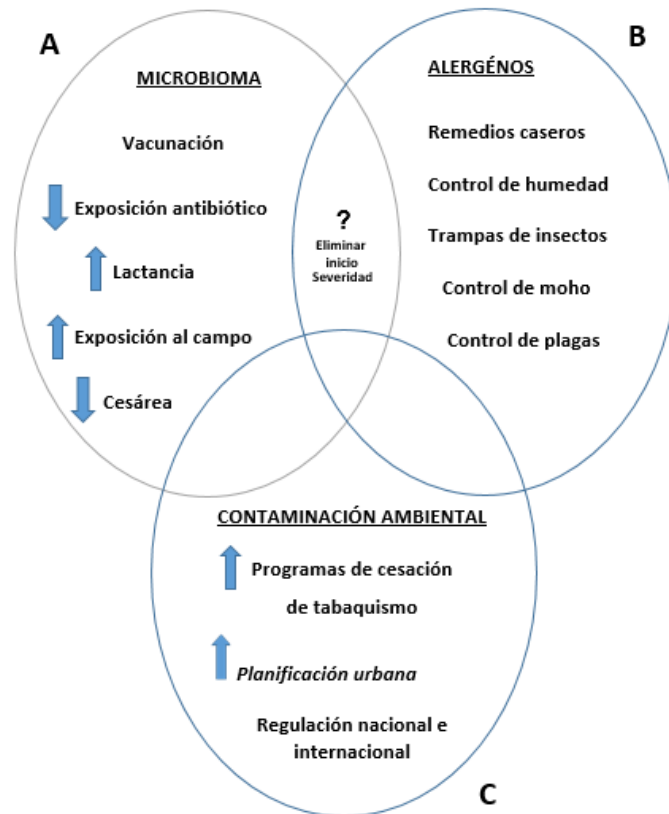 A
MICROBIOMA
Vacunación
Exposición antibiótico
Lactancia
Exposición al campo
Cesárea
?
Eliminar
inicio
Severidad
B
ALERGÉNOS
Remedios caseros
Control de humedad
Trampas de insectos
Control de moho
Control de plagas
CONTAMINACIÓN AMBIENTAL
Programas de cesación
de tabaquismo
Planificación urbana
Regulación nacional e
internacional
C